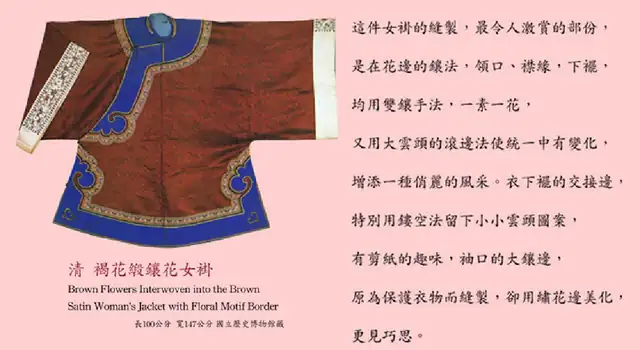 這件女褂的縫製，最令人激賞的部份，
是在花邊的鑲法，領口、襟緣，下襬，
均用雙鑲手法，一素一花，
又用大雲頭的滾邊法使統一中有變化，
增添一種俏麗的風采。衣下襬的交接邊，
特別用鏤空法留下小小雲頭圖案，
有剪紙的趣味，袖口的大鑲邊，
原為保護衣物而縫製，卻用繡花邊美化，
更見巧思。
清 褐花緞鑲花女褂
Brown Flowers Interwoven into the Brown
Satin Woman's Jacket with Floral Motif Border
長100公分 寬147公分 國立歷史博物館藏